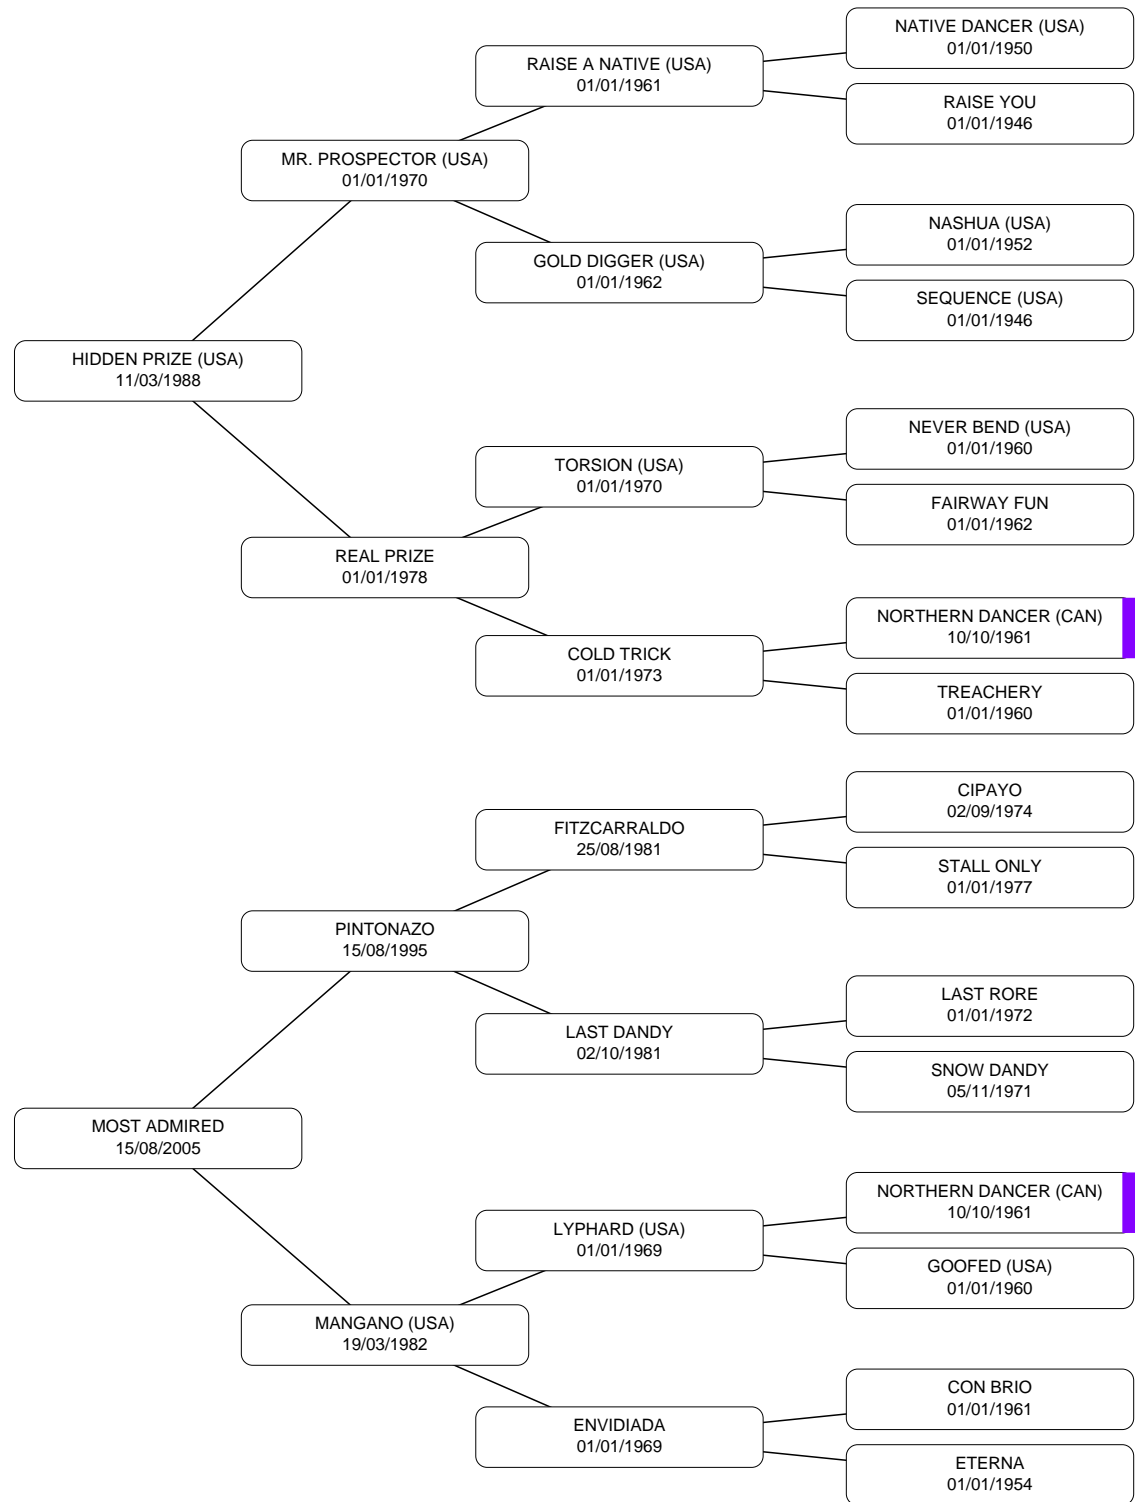 NATIVE DANCER (USA)
01/01/1950
RAISE A NATIVE (USA)
01/01/1961
RAISE YOU
01/01/1946
MR. PROSPECTOR (USA)
01/01/1970
NASHUA (USA)
01/01/1952
GOLD DIGGER (USA)
01/01/1962
SEQUENCE (USA)
01/01/1946
HIDDEN PRIZE (USA)
11/03/1988
NEVER BEND (USA)
01/01/1960
TORSION (USA)
01/01/1970
FAIRWAY FUN
01/01/1962
REAL PRIZE
01/01/1978
NORTHERN DANCER (CAN)
10/10/1961
COLD TRICK
01/01/1973
TREACHERY
01/01/1960
CIPAYO
02/09/1974
FITZCARRALDO
25/08/1981
STALL ONLY
01/01/1977
PINTONAZO
15/08/1995
LAST RORE
01/01/1972
LAST DANDY
02/10/1981
SNOW DANDY
05/11/1971
MOST ADMIRED
15/08/2005
NORTHERN DANCER (CAN)
10/10/1961
LYPHARD (USA)
01/01/1969
GOOFED (USA)
01/01/1960
MANGANO (USA)
19/03/1982
CON BRIO
01/01/1961
ENVIDIADA
01/01/1969
ETERNA
01/01/1954